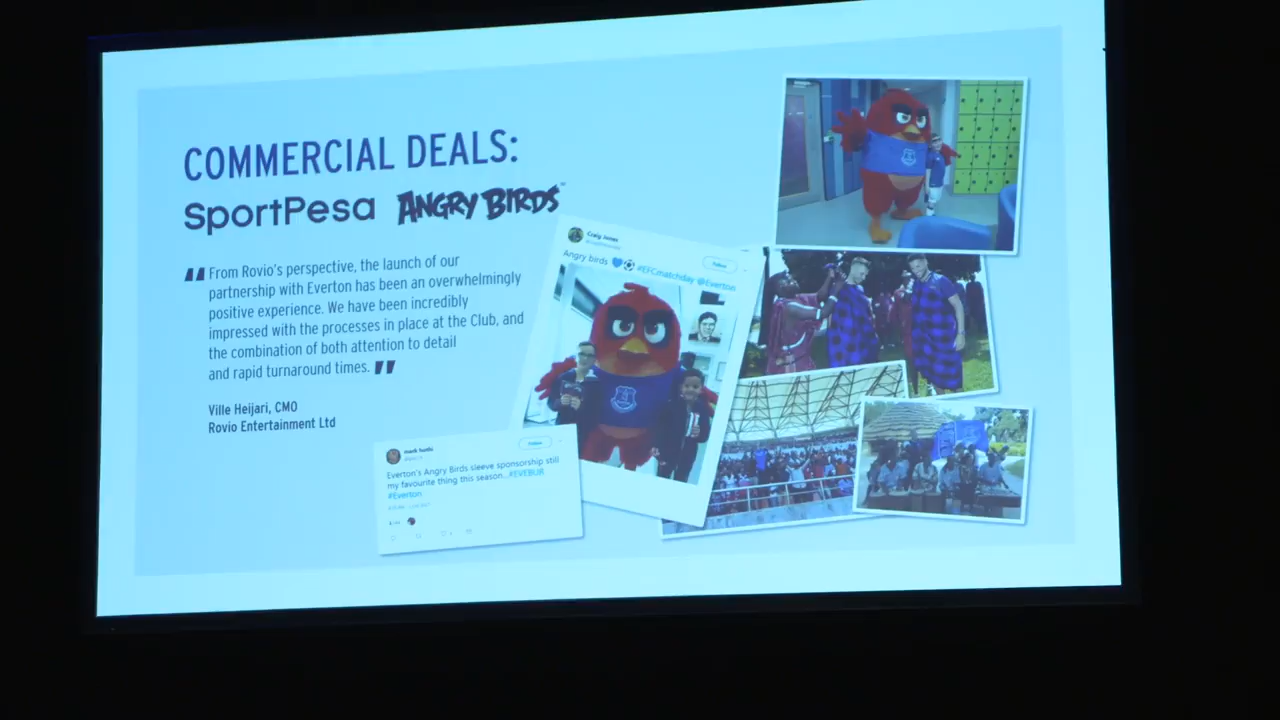 COMMERCIAL DEALS:
SportPesa ANGRY BIRDS
From Rovio's perspective, the launch of our
partnership with Everton has been an overwhelmingly
positive experience. We have been incredibly
impressed with the processes in place at the Club, and
the combination of both attention to detail
and rapid turnaround times.
Ville Heijari, CMO
Rovio Entertainment Ltd
Craig Jones
Follow
Angry birds 💙⚽ #EFCmatchday @Everton
Follow
Everton's Angry Birds sleeve sponsorship still
my favourite thing this season...
#Everton